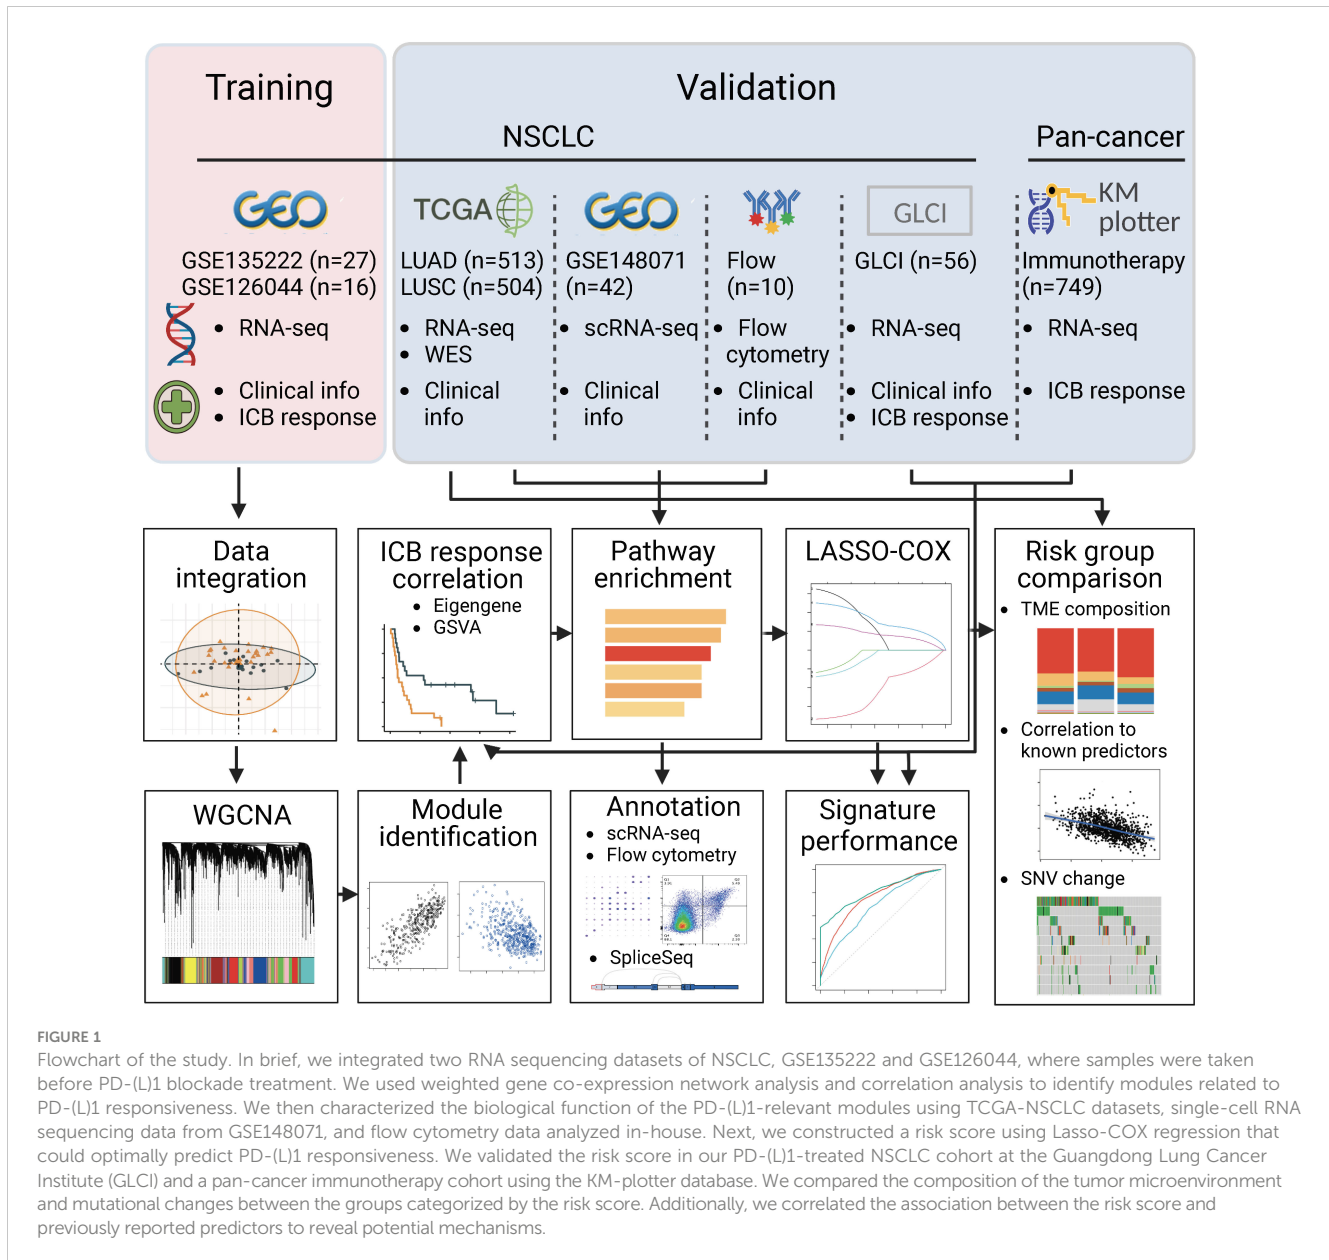 Training
Validation
NSCLC
Pan-cancer
GEO
TCGA
GEO
GLCI
KM
plotter
GSE135222 (n=27)
GSE126044 (n=16)
LUAD (n=513)
LUSC (n=504)
GSE148071
(n=42)
Flow
(n=10)
GLCI (n=56)
Immunotherapy
(n=749)
• RNA-seq
• Clinical info
• ICB response
• RNA-seq
• WES
• Clinical
info
• scRNA-seq
• Clinical
info
• Flow
cytometry
• Clinical
info
• RNA-seq
• Clinical info
• ICB response
• RNA-seq
• ICB response
Data
integration
ICB response
correlation
• Eigengene
• GSVA
Pathway
enrichment
LASSO-COX
Risk group
comparison
• TME composition
• Correlation to
known predictors
• SNV change
WGCNA
Module
identification
Annotation
• scRNA-seq
• Flow cytometry
• SpliceSeq
Signature
performance
FIGURE 1
Flowchart of the study. In brief, we integrated two RNA sequencing datasets of NSCLC, GSE135222 and GSE126044, where samples were taken
before PD-(L)1 blockade treatment. We used weighted gene co-expression network analysis and correlation analysis to identify modules related to
PD-(L)1 responsiveness. We then characterized the biological function of the PD-(L)1-relevant modules using TCGA-NSCLC datasets, single-cell RNA
sequencing data from GSE148071, and flow cytometry data analyzed in-house. Next, we constructed a risk score using Lasso-COX regression that
could optimally predict PD-(L)1 responsiveness. We validated the risk score in our PD-(L)1-treated NSCLC cohort at the Guangdong Lung Cancer
Institute (GLCI) and a pan-cancer immunotherapy cohort using the KM-plotter database. We compared the composition of the tumor microenvironment
and mutational changes between the groups categorized by the risk score. Additionally, we correlated the association between the risk score and
previously reported predictors to reveal potential mechanisms.